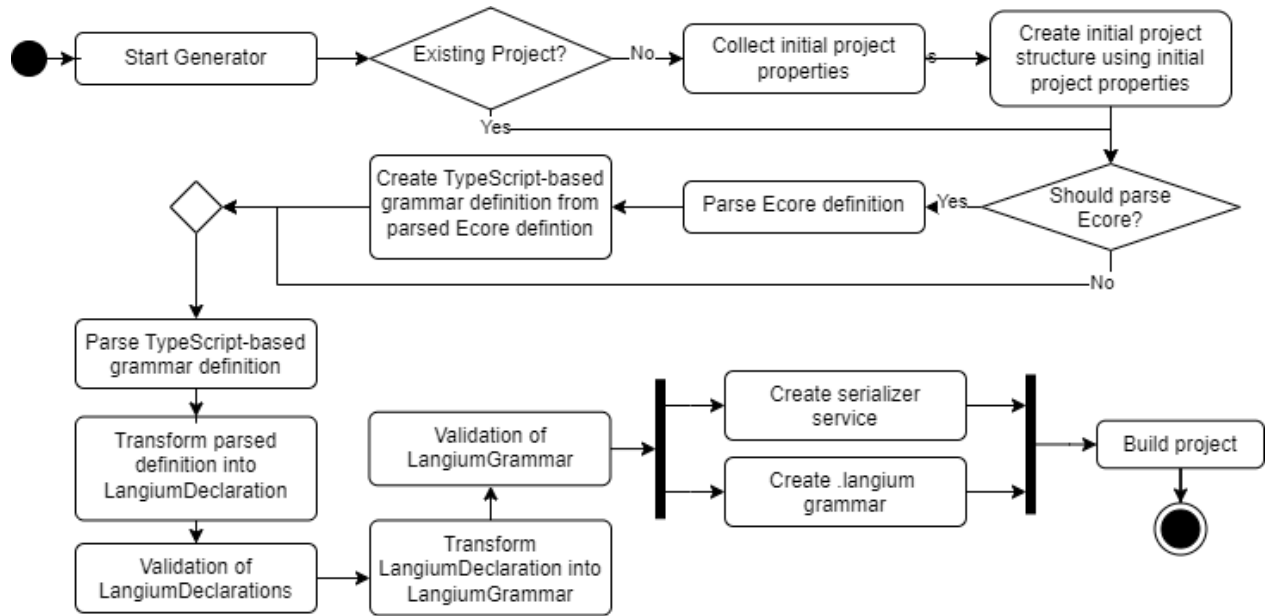 Start Generator
Existing Project?
No
Collect initial project
properties
s
Create initial project
structure using initial
project properties
Yes
Should parse
Ecore?
Yes
Parse Ecore definition
Create TypeScript-based
grammar definition from
parsed Ecore defintion
No
Parse TypeScript-based
grammar definition
Transform parsed
definition into
LangiumDeclaration
Validation of
LangiumDeclarations
Transform
LangiumDeclaration into
LangiumGrammar
Validation of
LangiumGrammar
Create serializer
service
Create .langium
grammar
Build project